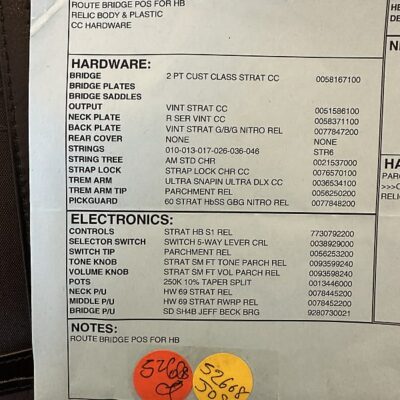 ROUTE BRIDGE POS FOR HB
RELIC BODY & PLASTIC
CC HARDWARE
HARDWARE:
BRIDGE 2 PT CUST CLASS STRAT CC 0058167100
BRIDGE PLATES
BRIDGE SADDLES
OUTPUT VINT STRAT CC 0051586100
NECK PLATE R SER VINT CC 0058371100
BACK PLATE VINT STRAT G/B/G NITRO REL 0077847200
REAR COVER NONE NONE
STRINGS 010-013-017-026-036-046 STR6
STRING TREE AM STD CHR 0021537000
STRAP LOCK STRAP LOCK CHR CC 0076570100
TREM ARM ULTRA SNAPIN ULTRA DLX CC 0036534100
TREM ARM TIP PARCHMENT REL 0056250200
PICKGUARD 60 STRAT HbSS GBG NITRO REL 0077848200
ELECTRONICS:
CONTROLS STRAT HB S1 REL 7730792200
SELECTOR SWITCH SWITCH 5-WAY LEVER CRL 0038929000
SWITCH TIP PARCHMENT REL 0056253200
TONE KNOB STRAT SM FT TONE PARCH REL 0093599240
VOLUME KNOB STRAT SM FT VOL PARCH REL 0093598240
POTS 250K 10% TAPER SPLIT 0013446000
NECK P/U HW 69 STRAT REL 0078445200
MIDDLE P/U HW 69 STRAT RWRP REL 0078452200
BRIDGE P/U SD SH4B JEFF BECK BRG 9280730021
NOTES:
ROUTE BRIDGE POS FOR HB
HE
DE
N
HA
PARC
>>>C
RELIC
52668